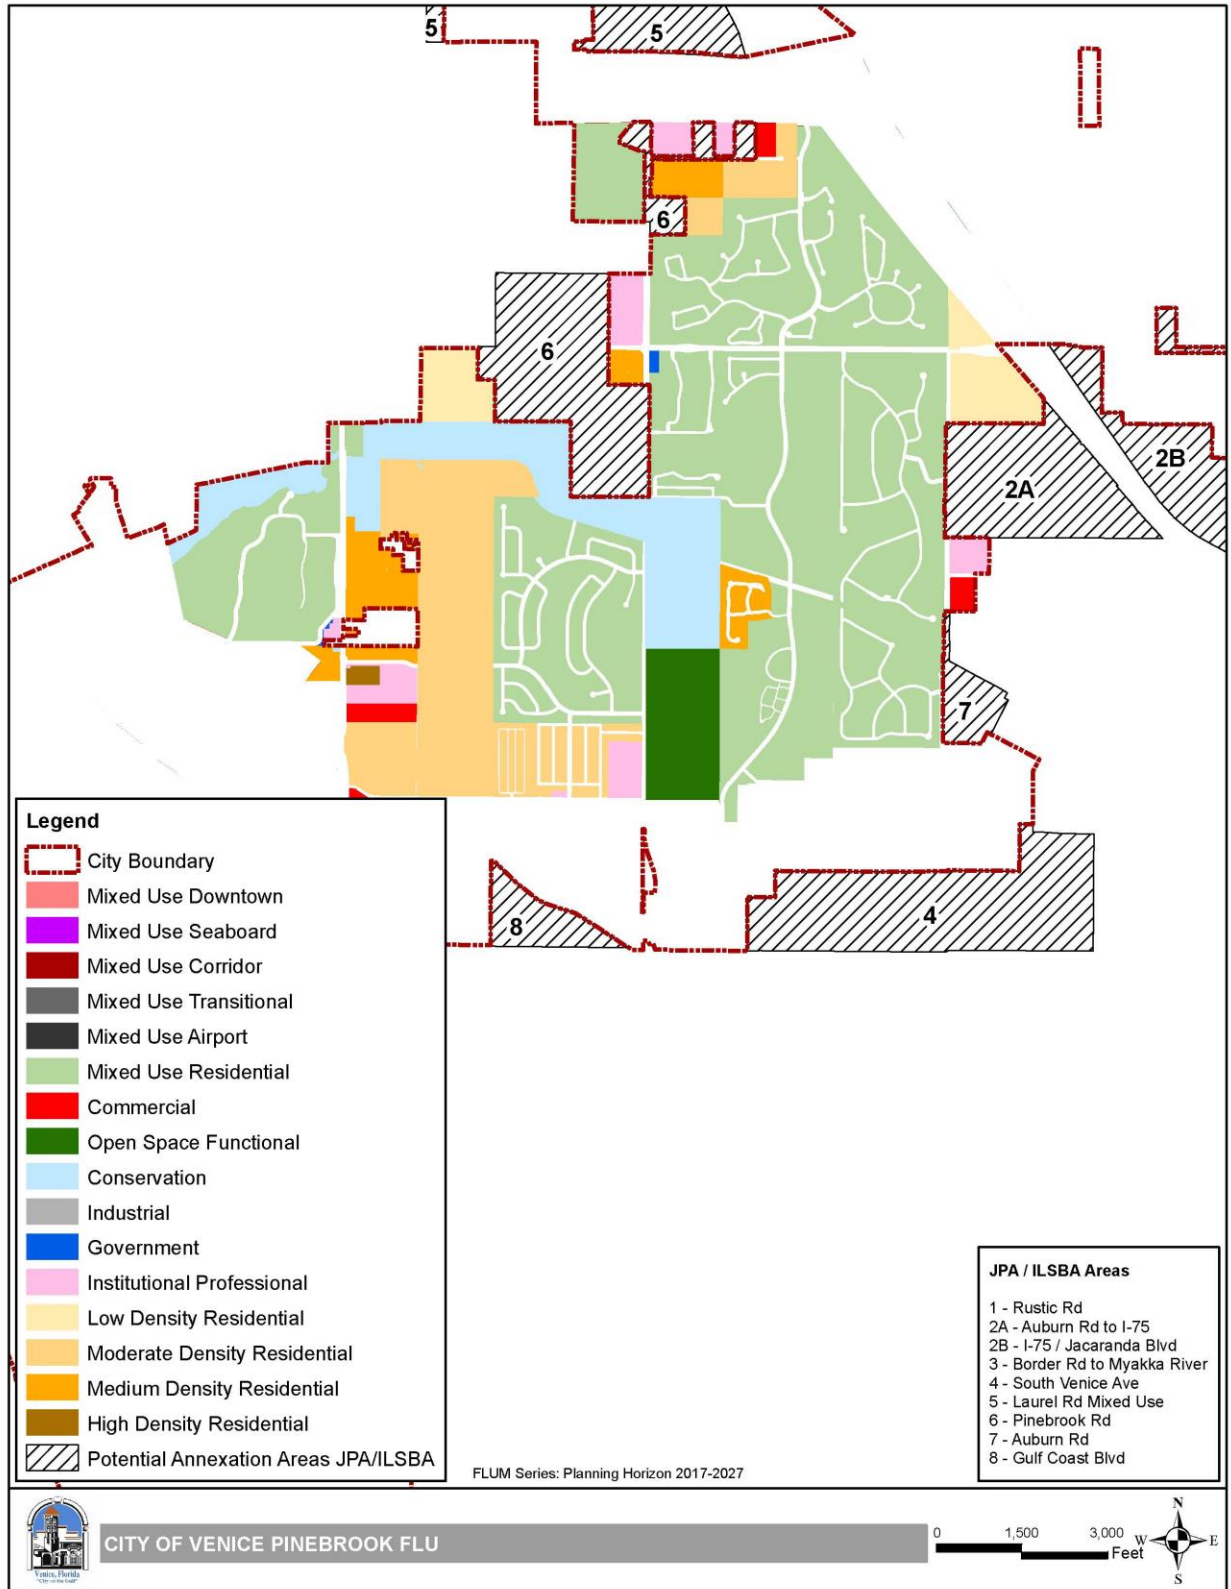 5
5
6
6
2B
2A
7
4
8
Legend
City Boundary
Mixed Use Downtown
Mixed Use Seaboard
Mixed Use Corridor
Mixed Use Transitional
Mixed Use Airport
Mixed Use Residential
Commercial
Open Space Functional
Conservation
Industrial
Government
Institutional Professional
Low Density Residential
Moderate Density Residential
Medium Density Residential
High Density Residential
Potential Annexation Areas JPA/ILSBA
FLUM Series: Planning Horizon 2017-2027
JPA / ILSBA Areas
1 - Rustic Rd
2A - Auburn Rd to I-75
2B - I-75 / Jacaranda Blvd
3 - Border Rd to Myakka River
4 - South Venice Ave
5 - Laurel Rd Mixed Use
6 - Pinebrook Rd
7 - Auburn Rd
8 - Gulf Coast Blvd
Venice, Florida
"City on the Gulf"
CITY OF VENICE PINEBROOK FLU
0 1,500 3,000
Feet
N
W E
S